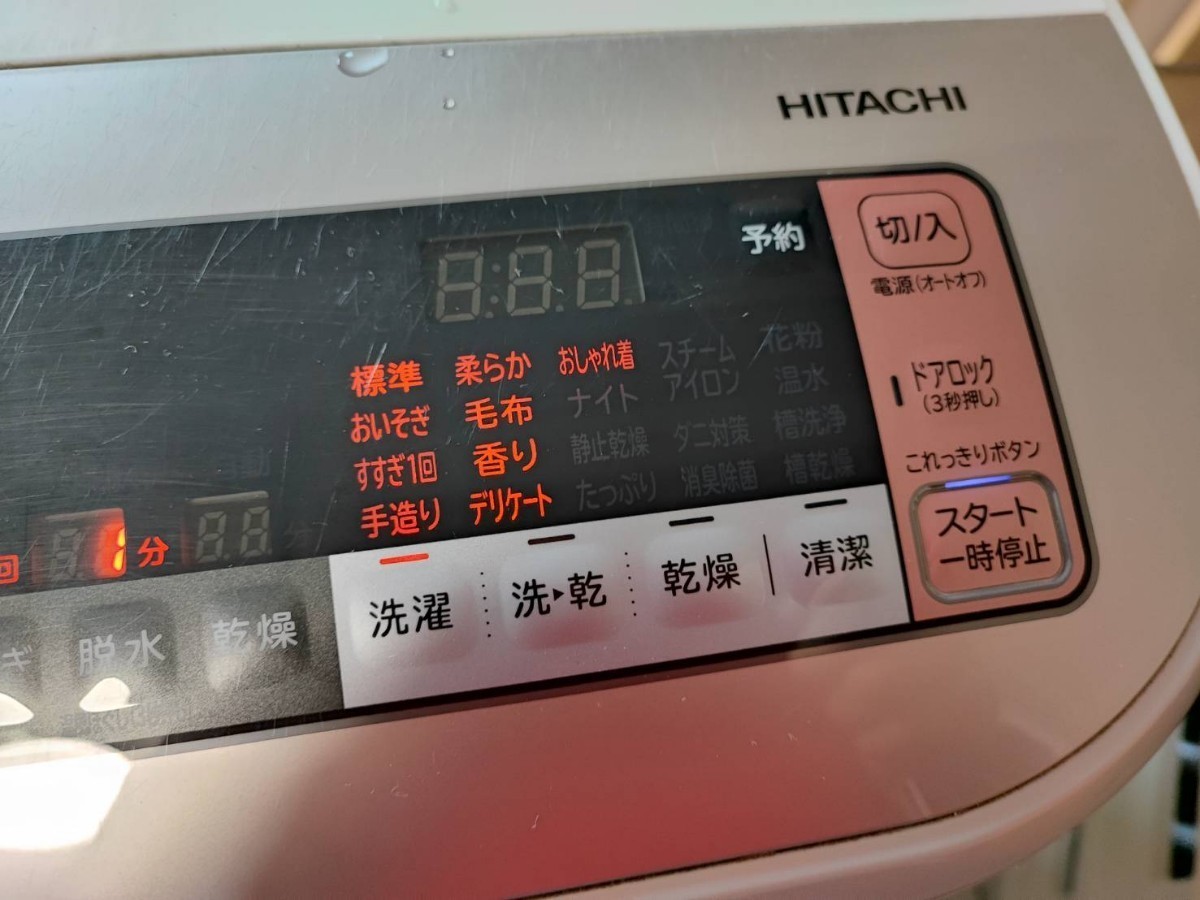 HITACHI
予約
切/入
電源(オートオフ)
標準 柔らか おしゃれ着 スチームアイロン 花粉
おいそぎ 毛布 ナイト 温水
すすぎ1回 香り 静止乾燥 ダニ対策 槽洗浄
手造り デリケート たっぷり 消臭除菌 槽乾燥
ドアロック
(3秒押し)
これっきりボタン
スタート
一時停止
回 1分
ギ 脱水 乾燥
洗濯 洗▸乾 乾燥 清潔